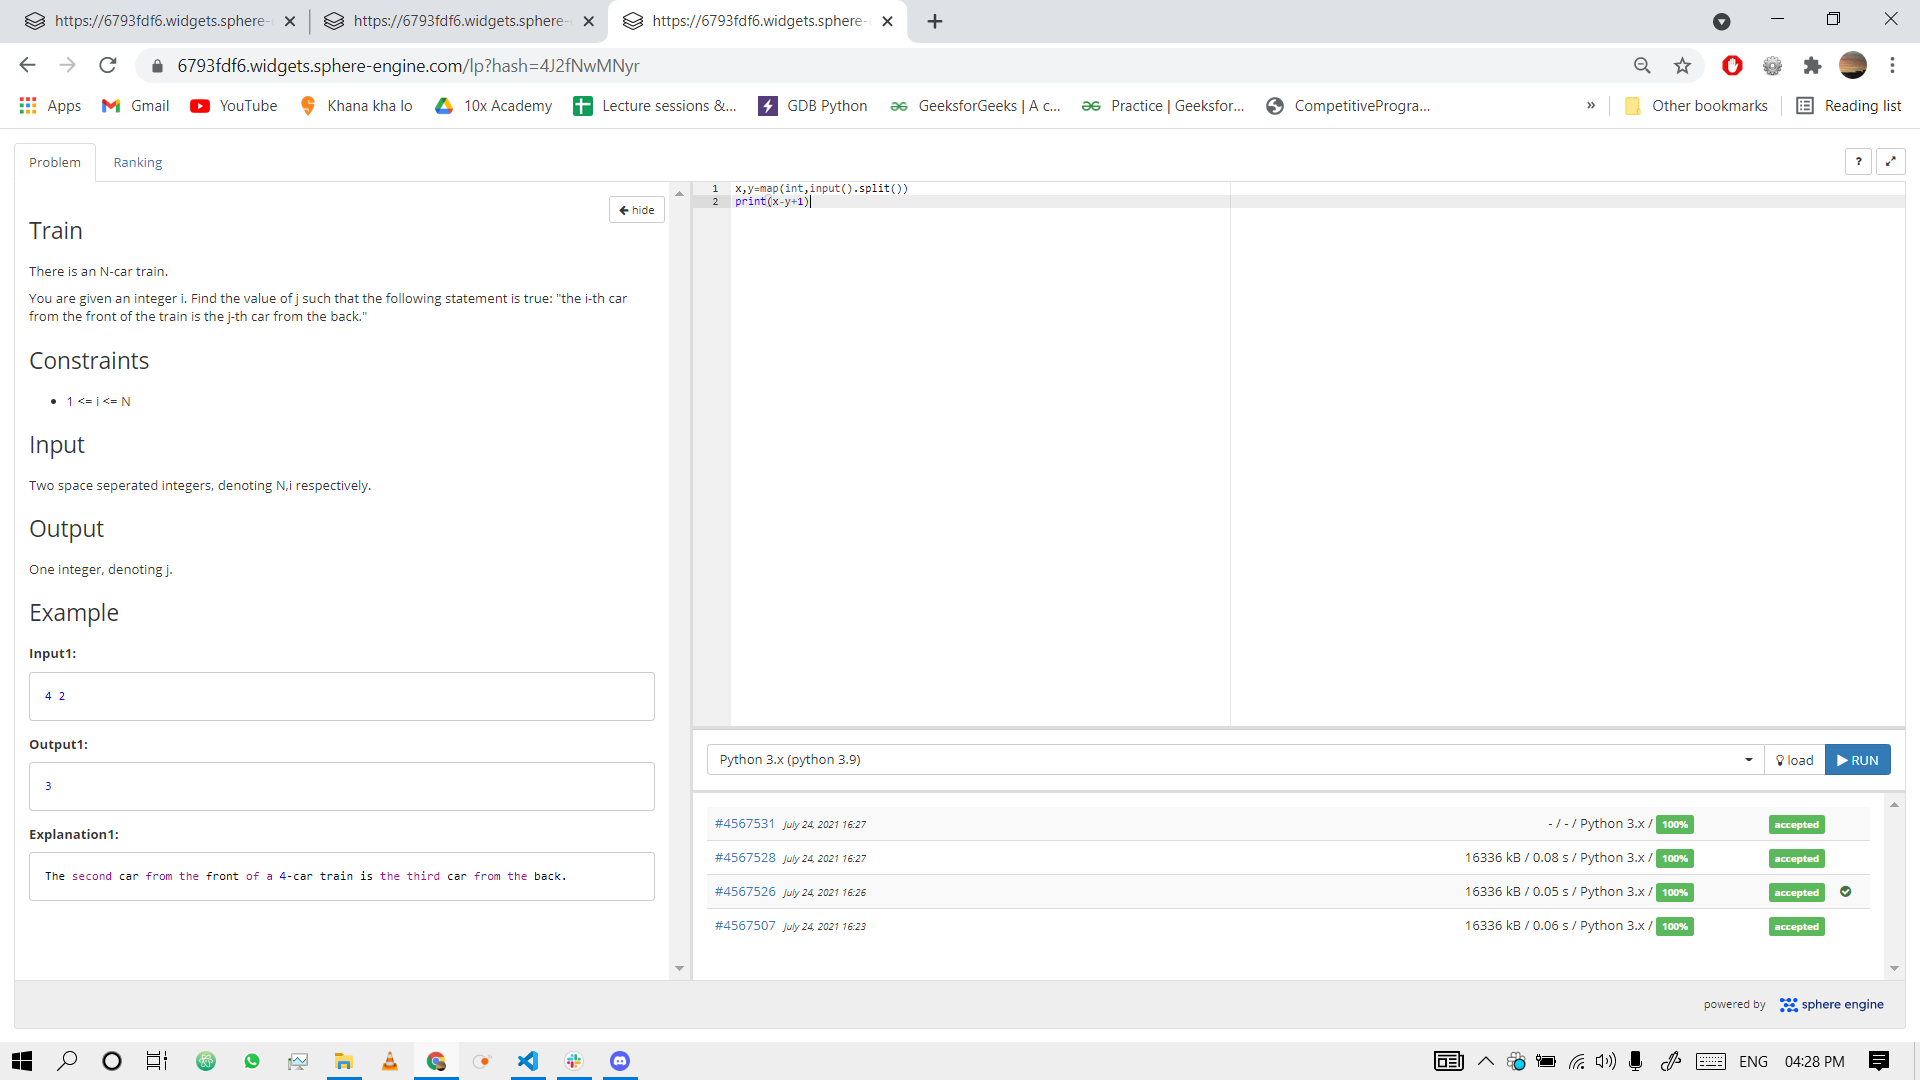 https://6793fdf6.widgets.sphere-
https://6793fdf6.widgets.sphere-
https://6793fdf6.widgets.sphere-
6793fdf6.widgets.sphere-engine.com/lp?hash=4J2fNwMNyr
Apps Gmail YouTube Khana kha lo 10x Academy Lecture sessions &... GDB Python GeeksforGeeks | A c... Practice | Geeksfor... CompetitiveProgra... » Other bookmarks Reading list
Problem Ranking ?
hide
Train
There is an N-car train.
You are given an integer i. Find the value of j such that the following statement is true: "the i-th car
from the front of the train is the j-th car from the back."
Constraints
• 1 <= i <= N
Input
Two space seperated integers, denoting N,i respectively.
Output
One integer, denoting j.
Example
Input1:
4 2
Output1:
3
Explanation1:
The second car from the front of a 4-car train is the third car from the back.
1 x,y=map(int,input().split())
2 print(x-y+1)
Python 3.x (python 3.9) load RUN
#4567531 July 24, 2021 16:27 - / - / Python 3.x / 100% accepted
#4567528 July 24, 2021 16:27 16336 kB / 0.08 s / Python 3.x / 100% accepted
#4567526 July 24, 2021 16:26 16336 kB / 0.05 s / Python 3.x / 100% accepted
#4567507 July 24, 2021 16:23 16336 kB / 0.06 s / Python 3.x / 100% accepted
powered by sphere engine
ENG 04:28 PM